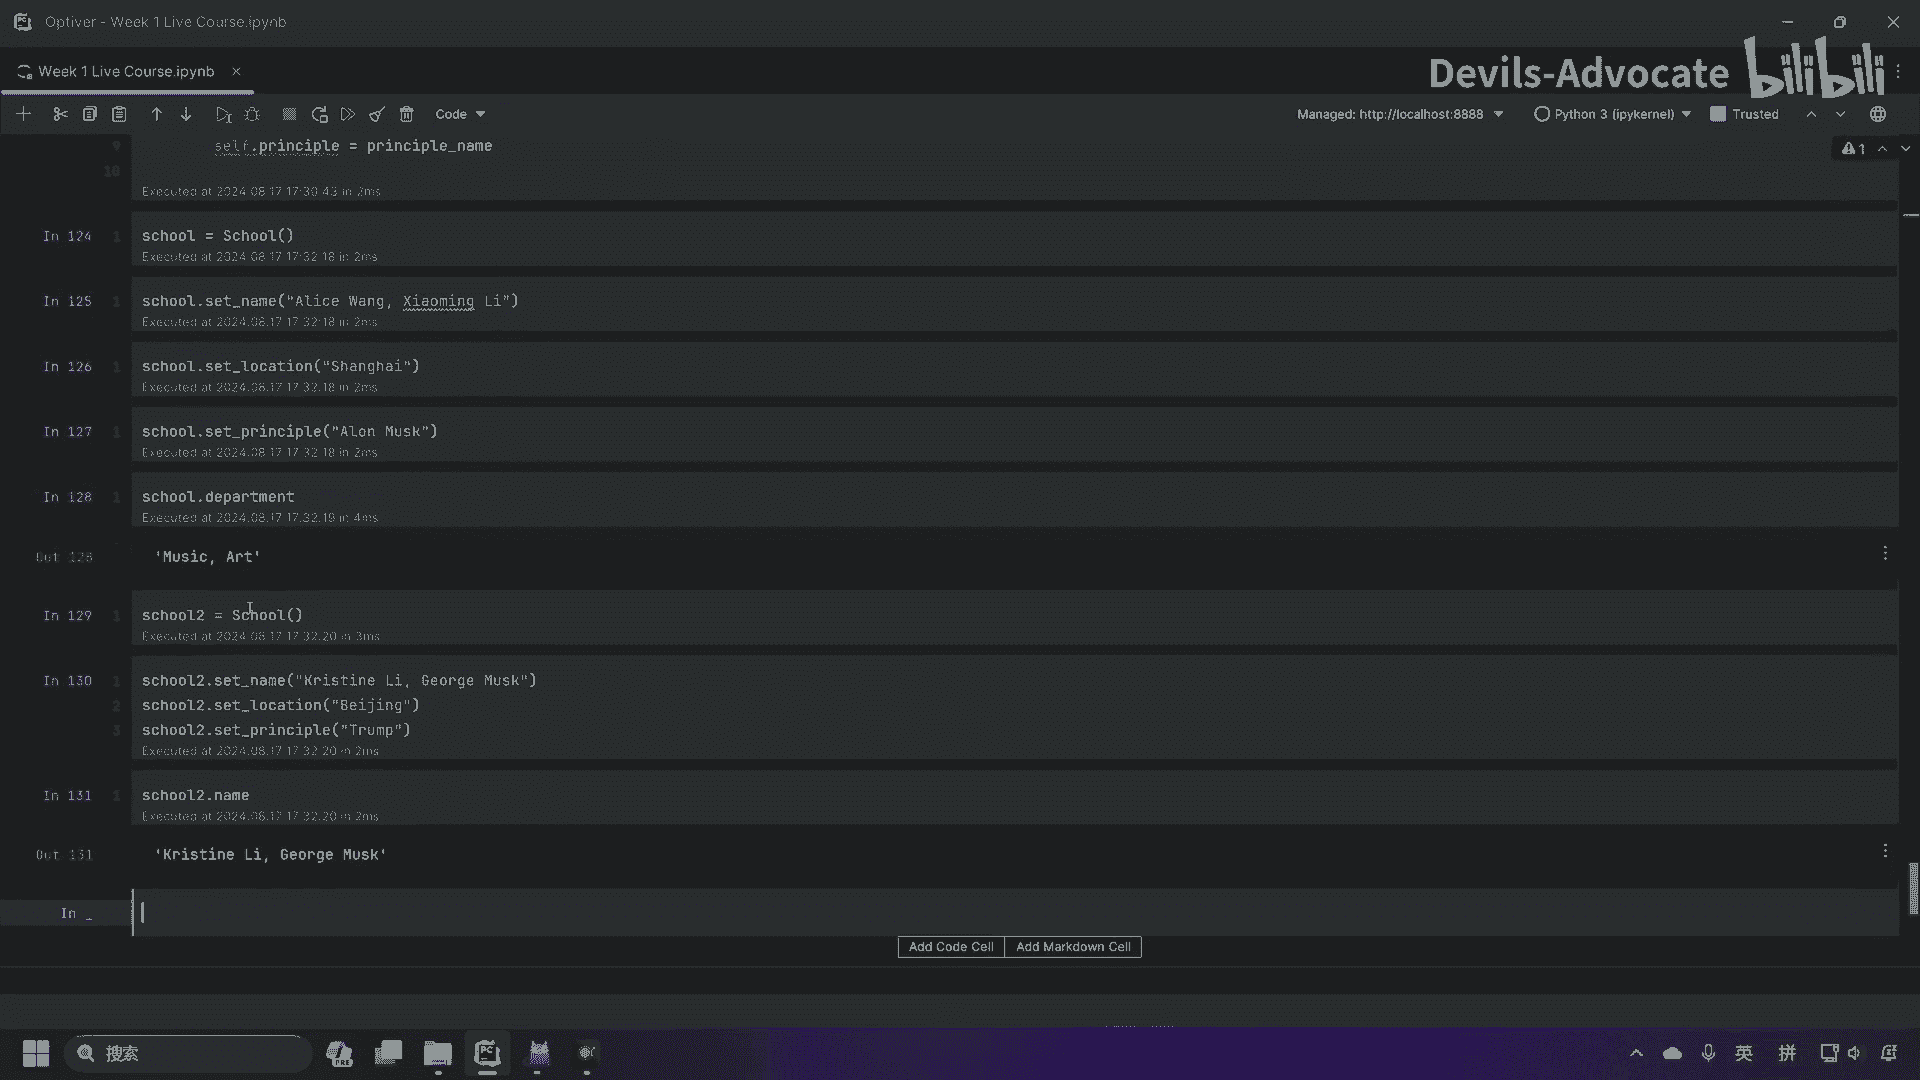 Optiver - Week 1 Live Course.ipynb
Week 1 Live Course.ipynb
Devils-Advocate bilibili
Code
Managed: http://localhost:8888 Python 3 (ipykernel) Trusted
9 self.principle = principle_name
1
10
Executed at 2024.08.17 17:30:43 in 2ms
In 124 1 school = School()
Executed at 2024.08.17 17:32:18 in 2ms
In 125 1 school.set_name("Alice Wang, Xiaoming Li")
Executed at 2024.08.17 17:32:18 in 2ms
In 126 1 school.set_location("Shanghai")
Executed at 2024.08.17 17:32:18 in 2ms
In 127 1 school.set_principle("Alon Musk")
Executed at 2024.08.17 17:32:18 in 2ms
In 128 1 school.department
Executed at 2024.08.17 17:32:19 in 4ms
Out 128 'Music, Art'
In 129 1 school2 = School()
Executed at 2024.08.17 17:32:20 in 3ms
In 130 1 school2.set_name("Kristine Li, George Musk")
2 school2.set_location("Beijing")
3 school2.set_principle("Trump")
Executed at 2024.08.17 17:32:20 in 2ms
In 131 1 school2.name
Executed at 2024.08.17 17:32:20 in 2ms
Out 131 'Kristine Li, George Musk'
In _
Add Code Cell Add Markdown Cell
搜索 PRE PC 英 拼